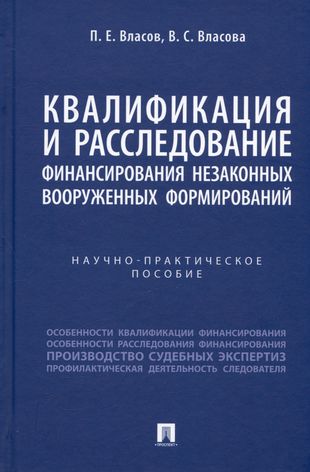 П. Е. Власов, В. С. Власова
КВАЛИФИКАЦИЯ
И РАССЛЕДОВАНИЕ
ФИНАНСИРОВАНИЯ НЕЗАКОННЫХ
ВООРУЖЕННЫХ ФОРМИРОВАНИЙ
НАУЧНО-ПРАКТИЧЕСКОЕ
ПОСОБИЕ
ОСОБЕННОСТИ КВАЛИФИКАЦИИ ФИНАНСИРОВАНИЯ
ОСОБЕННОСТИ РАССЛЕДОВАНИЯ ФИНАНСИРОВАНИЯ
ПРОИЗВОДСТВО СУДЕБНЫХ ЭКСПЕРТИЗ
ПРОФИЛАКТИЧЕСКАЯ ДЕЯТЕЛЬНОСТЬ СЛЕДОВАТЕЛЯ
ПРОСПЕКТ